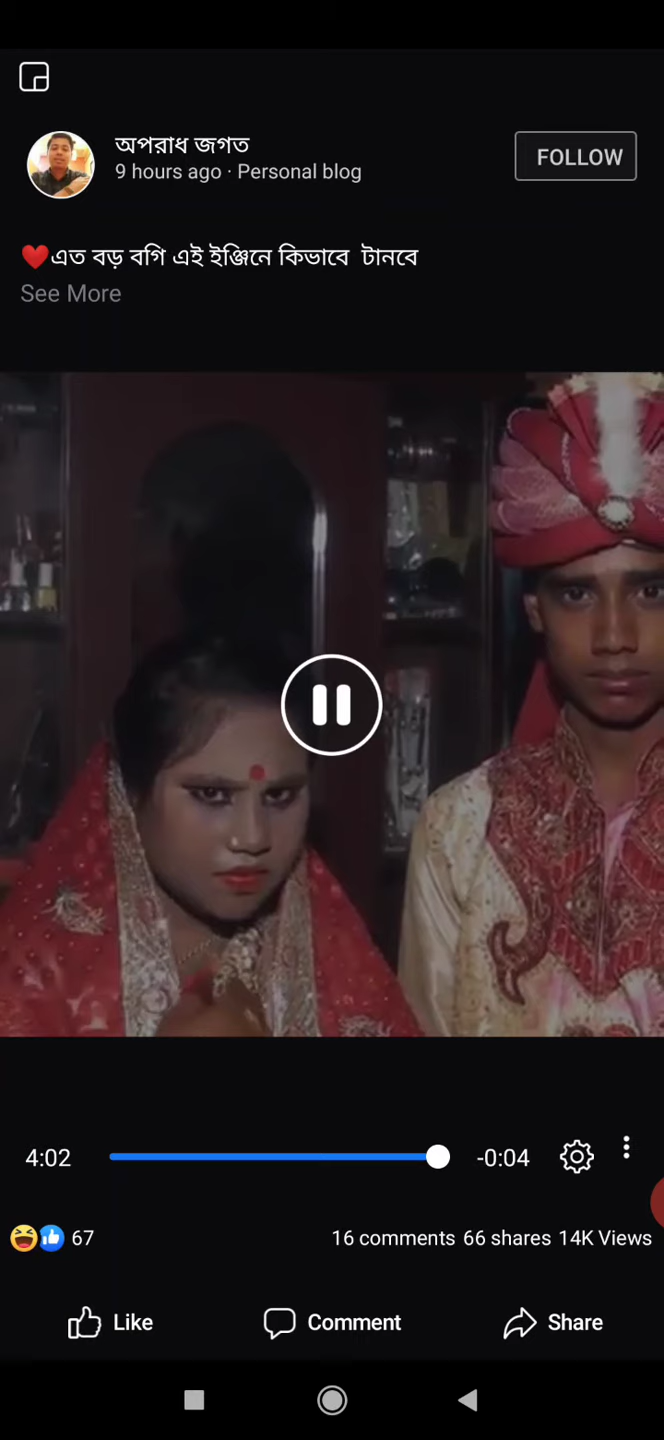 অপরাধ জগত
9 hours ago · Personal blog
FOLLOW
❤️এত বড় বগি এই ইঞ্জিনে কিভাবে টানবে
See More
4:02
-0:04
67
16 comments 66 shares 14K Views
Like
Comment
Share